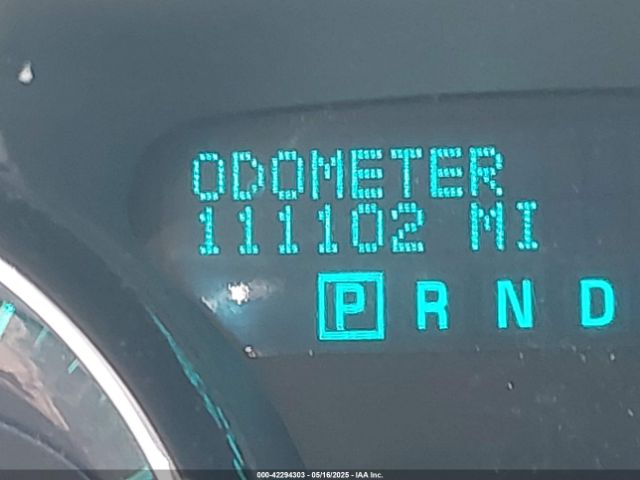 ODOMETER
111102 MI
P R N D
000-42294303 - 05/16/2025 - IAA Inc.